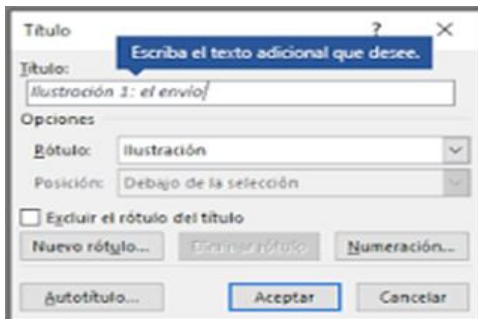 Título ? ×
Escriba el texto adicional que desee.
Título:
Ilustración 1: el envío
Opciones
Rótulo: Ilustración
Posición: Debajo de la selección
Excluir el rótulo del título
Nuevo rótulo... Eliminar rótulo Numeración...
Autotítulo... Aceptar Cancelar